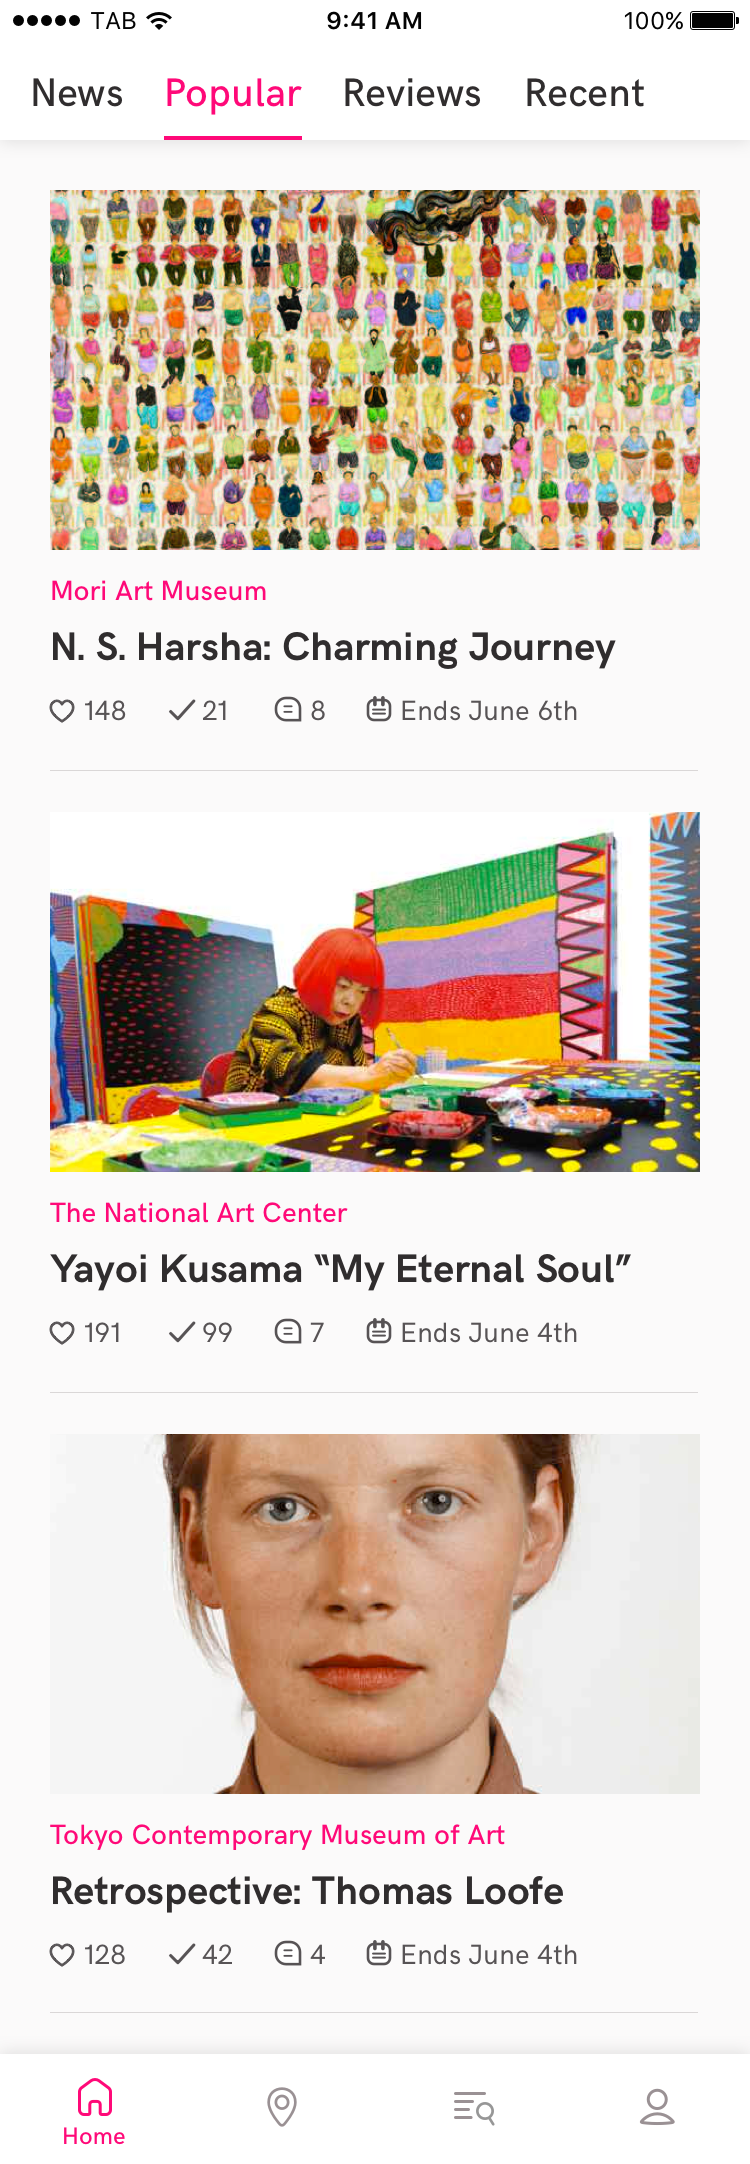 TAB 9:41 AM 100%
News Popular Reviews Recent
Mori Art Museum
N. S. Harsha: Charming Journey
148 21 8 Ends June 6th
The National Art Center
Yayoi Kusama “My Eternal Soul”
191 99 7 Ends June 4th
Tokyo Contemporary Museum of Art
Retrospective: Thomas Loofe
128 42 4 Ends June 4th
Home